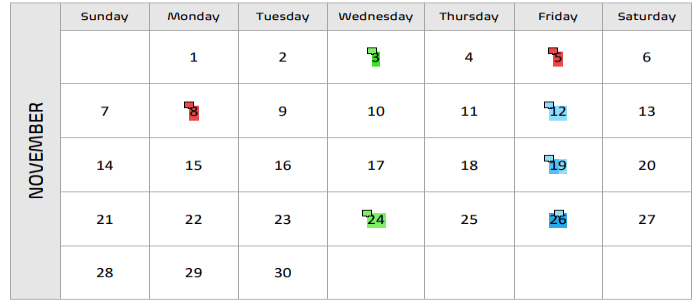 Sunday Monday Tuesday Wednesday Thursday Friday Saturday
NOVEMBER
1 2 3 4 5 6
7 8 9 10 11 12 13
14 15 16 17 18 19 20
21 22 23 24 25 26 27
28 29 30